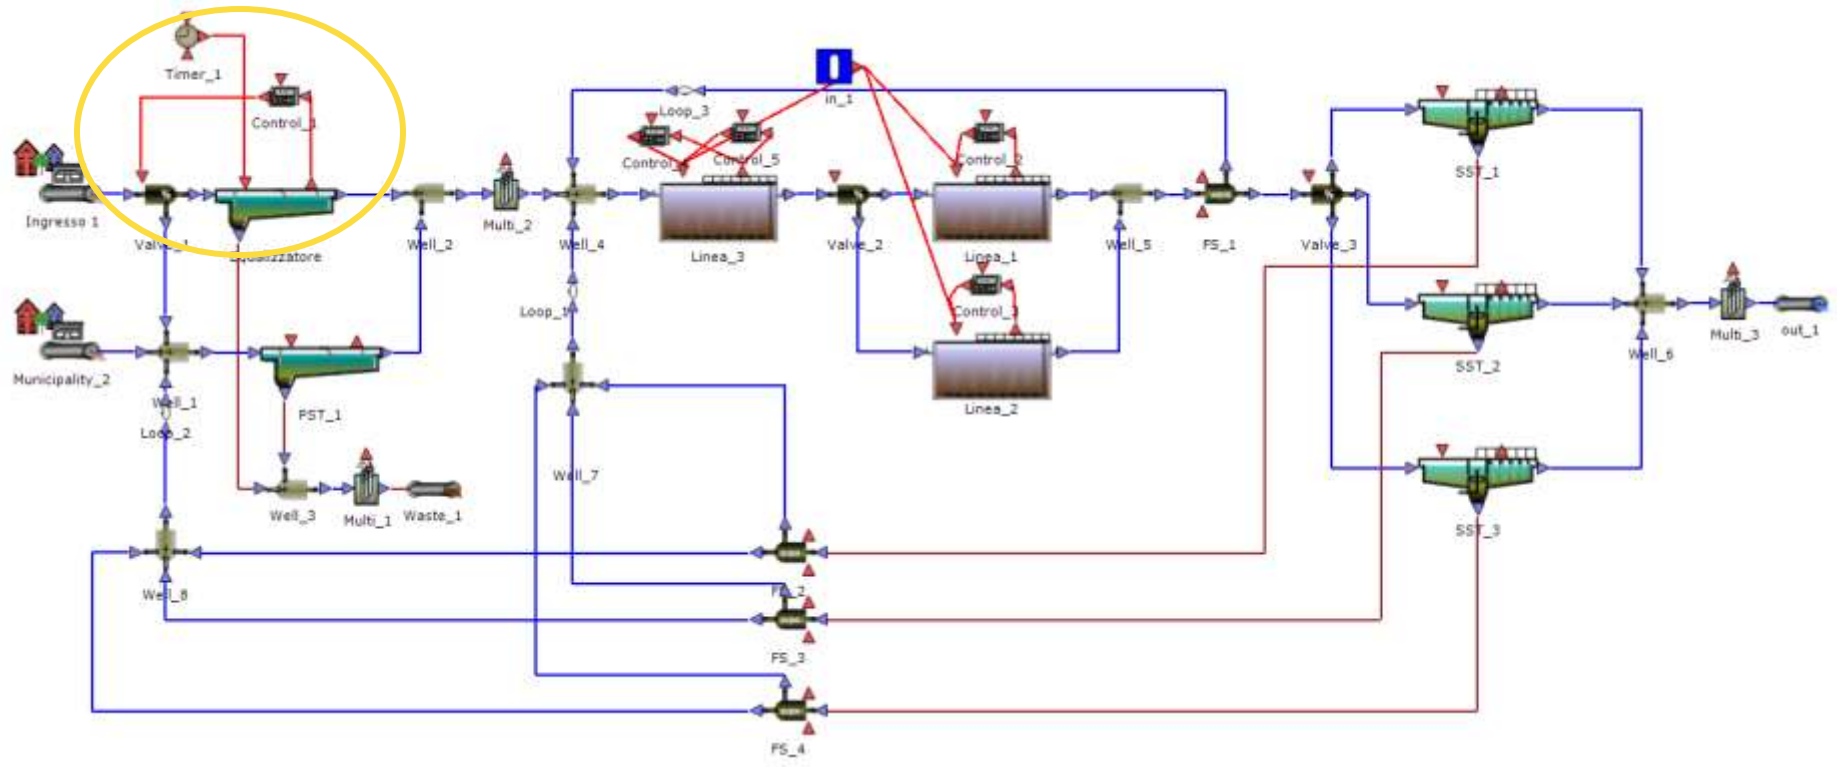 Timer_1
Control_1
Loop_3
in_1
Control_5
Control_2
SST_1
Ingresso 1
Valve_1
Well_2
Multi_2
Well_4
Linea_3
Valve_2
Linea_1
Well_5
FS_1
Valve_3
Loop_1
Control_3
Municipality_2
Well_1
Loop_2
PST_1
Linea_2
SST_2
Well_6
Multi_3
out_1
Well_3
Multi_1
Waste_1
Well_7
SST_3
Well_8
FS_3
FS_4